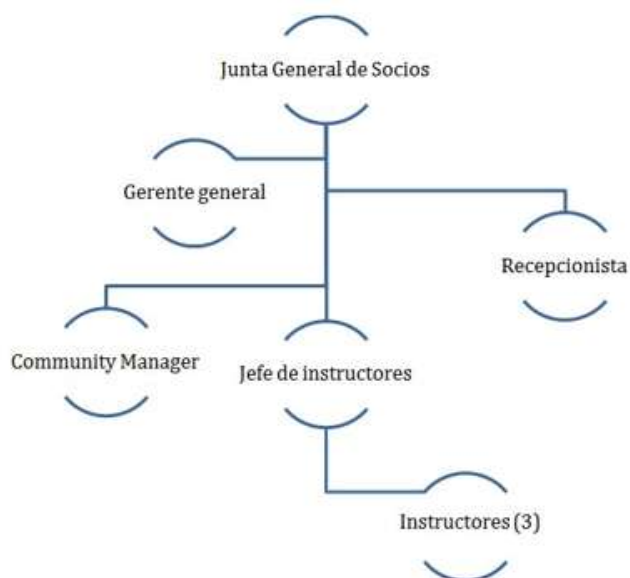 Junta General de Socios
Gerente general
Recepcionista
Community Manager
Jefe de instructores
Instructores (3)